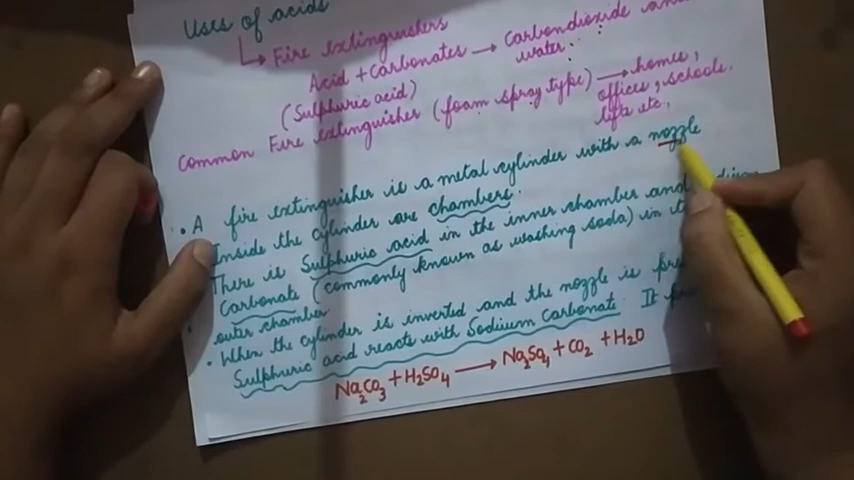 Uses of acids
Fire extinguishers
Acid + Carbonates → Carbondioxide and
(Sulphuric acid) water.
Common Fire extinguisher (foam spray type) → homes,
offices, schools.
lifts etc,
• A fire extinguisher is a metal cylinder with a nozzle
Inside the cylinder are chambers.
There is Sulphuric acid in the inner chamber and
Carbonate (commonly known as washing soda) in
outer chamber
• When the cylinder is inverted and the nozzle is
Sulphuric acid reacts with Sodium Carbonate. It
Na2CO3 + H2SO4 → Na2SO4 + CO2 + H2O